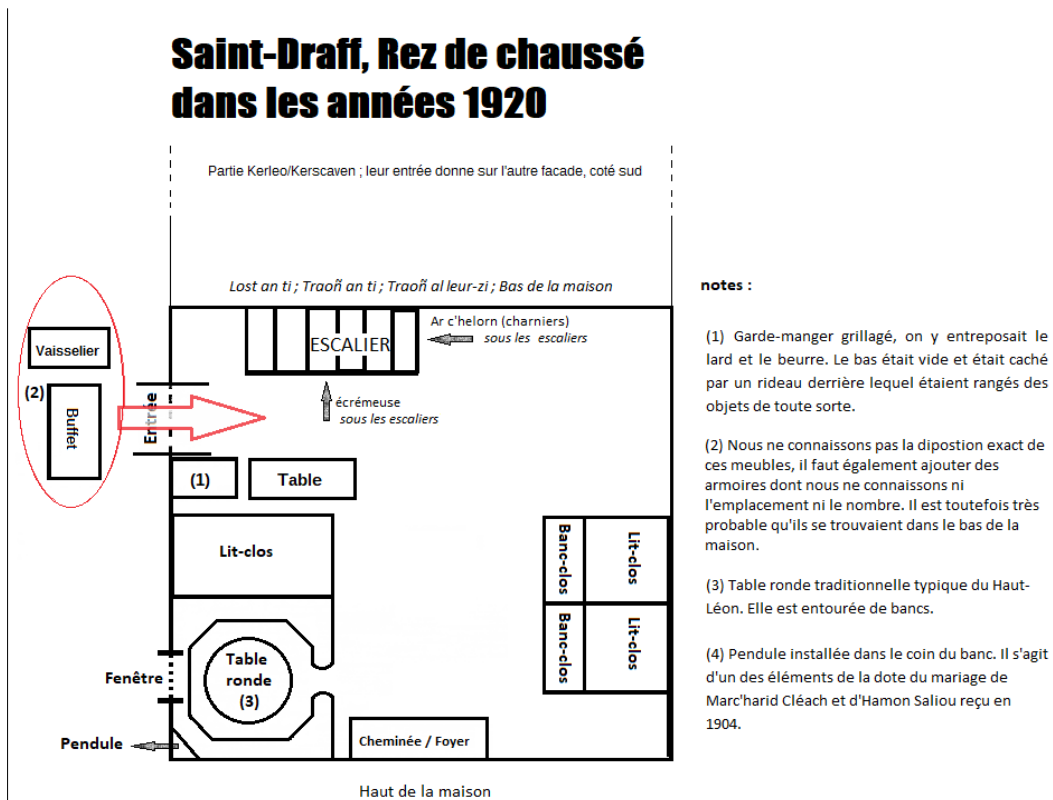 Saint-Draff, Rez de chaussé
dans les années 1920
Partie Kerleo/Kerscaven ; leur entrée donne sur l'autre facade, coté sud
Lost an ti ; Traoñ an ti ; Traoñ al leur-zi ; Bas de la maison
Ar c'helorn (charniers)
sous les escaliers
ESCALIER
écrémeuse
sous les escaliers
Vaisselier
(2)
Buffet
Entrée
(1)
Table
Lit-clos
Banc-clos
Lit-clos
Banc-clos
Lit-clos
Fenêtre
Table
ronde
(3)
Pendule
Cheminée / Foyer
Haut de la maison
notes :
(1) Garde-manger grillagé, on y entreposait le
lard et le beurre. Le bas était vide et était caché
par un rideau derrière lequel étaient rangés des
objets de toute sorte.
(2) Nous ne connaissons pas la dipostion exact de
ces meubles, il faut également ajouter des
armoires dont nous ne connaissons ni
l'emplacement ni le nombre. Il est toutefois très
probable qu'ils se trouvaient dans le bas de la
maison.
(3) Table ronde traditionnelle typique du Haut-
Léon. Elle est entourée de bancs.
(4) Pendule installée dans le coin du banc. Il s'agit
d'un des éléments de la dote du mariage de
Marc'harid Cléach et d'Hamon Saliou reçu en
1904.